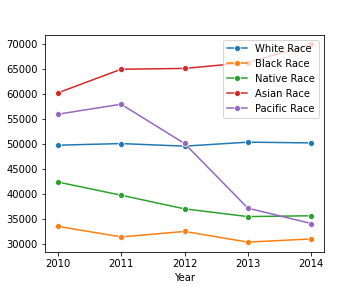 70000
65000
60000
55000
50000
45000
40000
35000
30000
White Race
Black Race
Native Race
Asian Race
Pacific Race
2010 2011 2012 2013 2014
Year